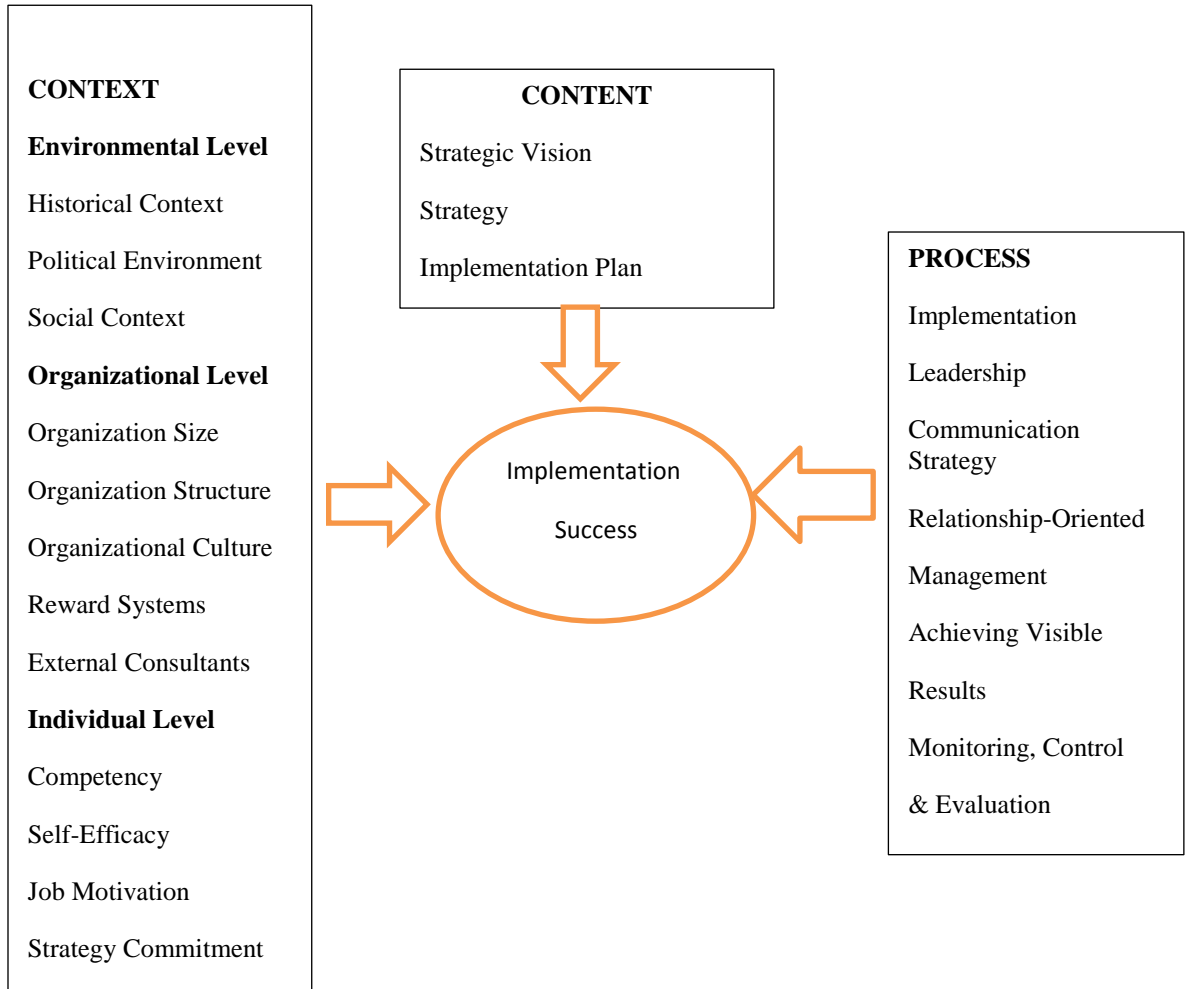 CONTEXT
Environmental Level
Historical Context
Political Environment
Social Context
Organizational Level
Organization Size
Organization Structure
Organizational Culture
Reward Systems
External Consultants
Individual Level
Competency
Self-Efficacy
Job Motivation
Strategy Commitment
CONTENT
Strategic Vision
Strategy
Implementation Plan
Implementation
Success
PROCESS
Implementation
Leadership
Communication
Strategy
Relationship-Oriented
Management
Achieving Visible
Results
Monitoring, Control
& Evaluation